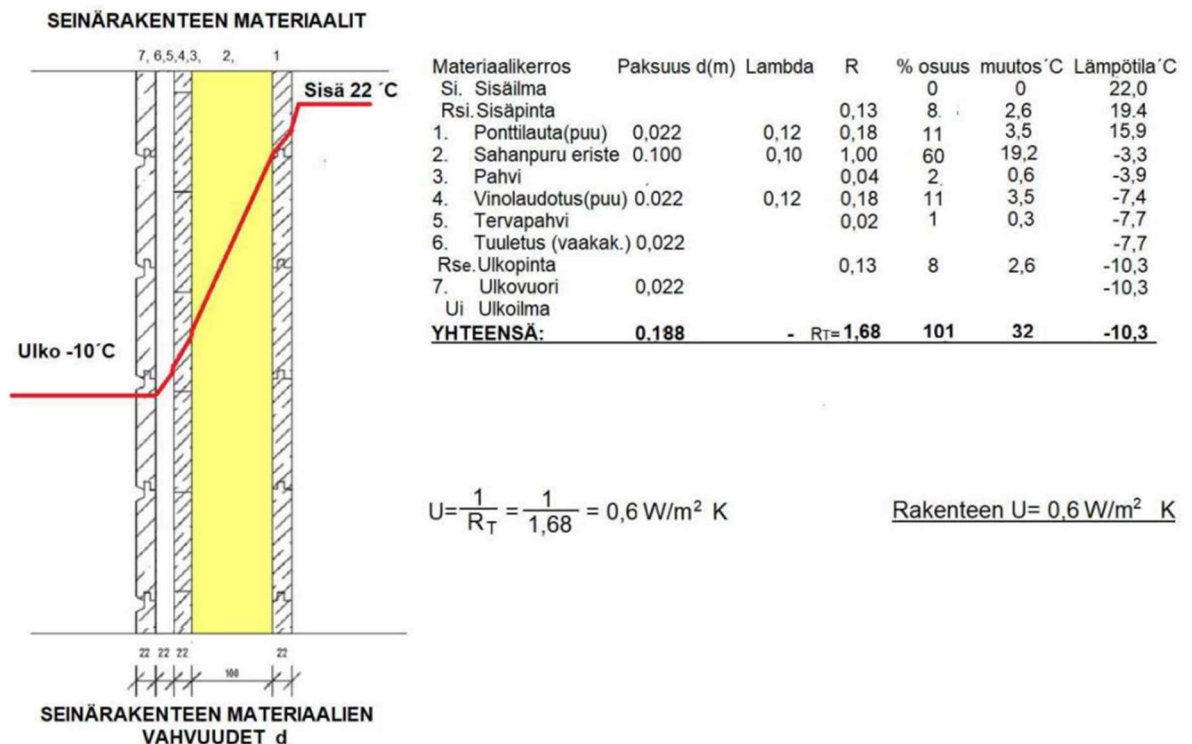 SEINÄRAKENTEEN MATERIAALIT
7, 6,5,4,3, 2, 1
Sisä 22 ´C
Ulko -10´C
22 22 22 100 22
SEINÄRAKENTEEN MATERIAALIEN
VAHVUUDET d
Materiaalikerros Paksuus d(m) Lambda R % osuus muutos´C Lämpötila´C
Si. Sisäilma 0 0 22,0
Rsi. Sisäpinta 0,13 8 2,6 19.4
1. Ponttilauta(puu) 0,022 0,12 0,18 11 3,5 15,9
2. Sahanpuru eriste 0.100 0,10 1,00 60 19,2 -3,3
3. Pahvi 0,04 2 0,6 -3,9
4. Vinolaudotus(puu) 0.022 0,12 0,18 11 3,5 -7,4
5. Tervapahvi 0,02 1 0,3 -7,7
6. Tuuletus (vaakak.) 0,022 -7,7
Rse. Ulkopinta 0,13 8 2,6 -10,3
7. Ulkovuori 0,022 -10,3
Ui Ulkoilma
YHTEENSÄ: 0.188 - RT= 1,68 101 32 -10,3
U= 1/RT = 1/1,68 = 0,6 W/m² K
Rakenteen U= 0,6 W/m² K